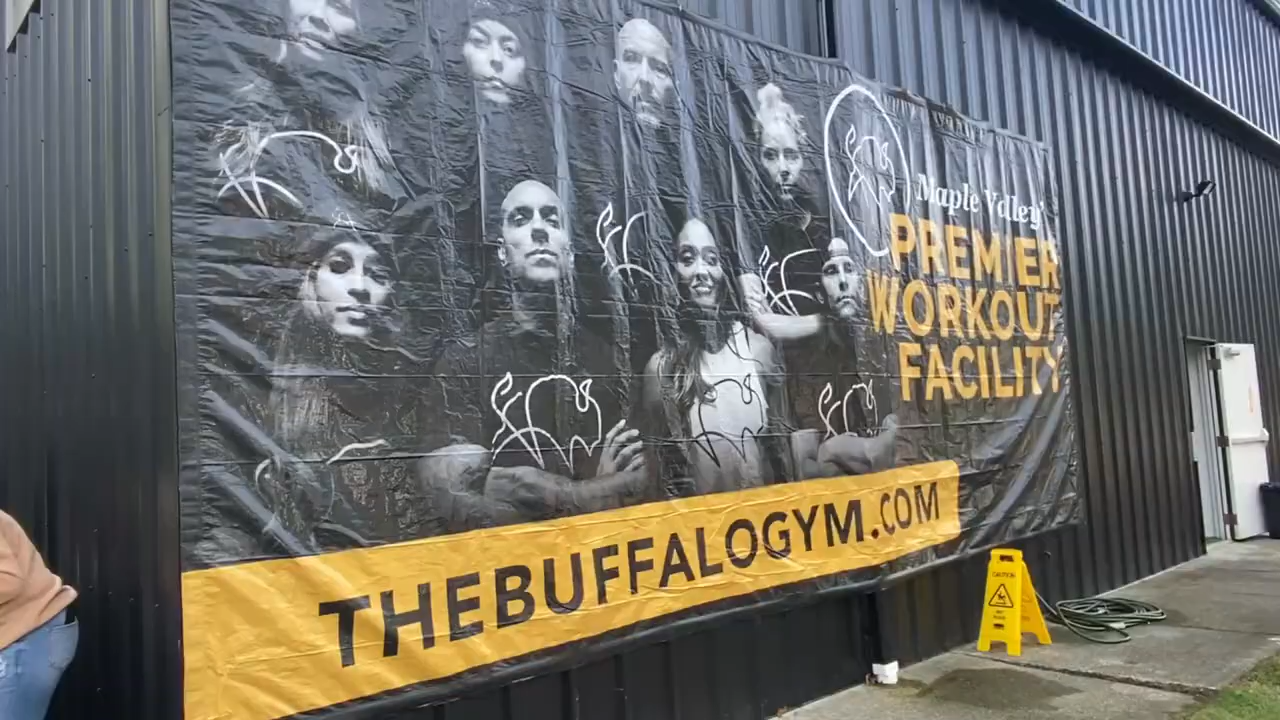 Maple Valley'
PREMIER
WORKOUT
FACILITY
THEBUFFALOGYM.COM
CAUTION